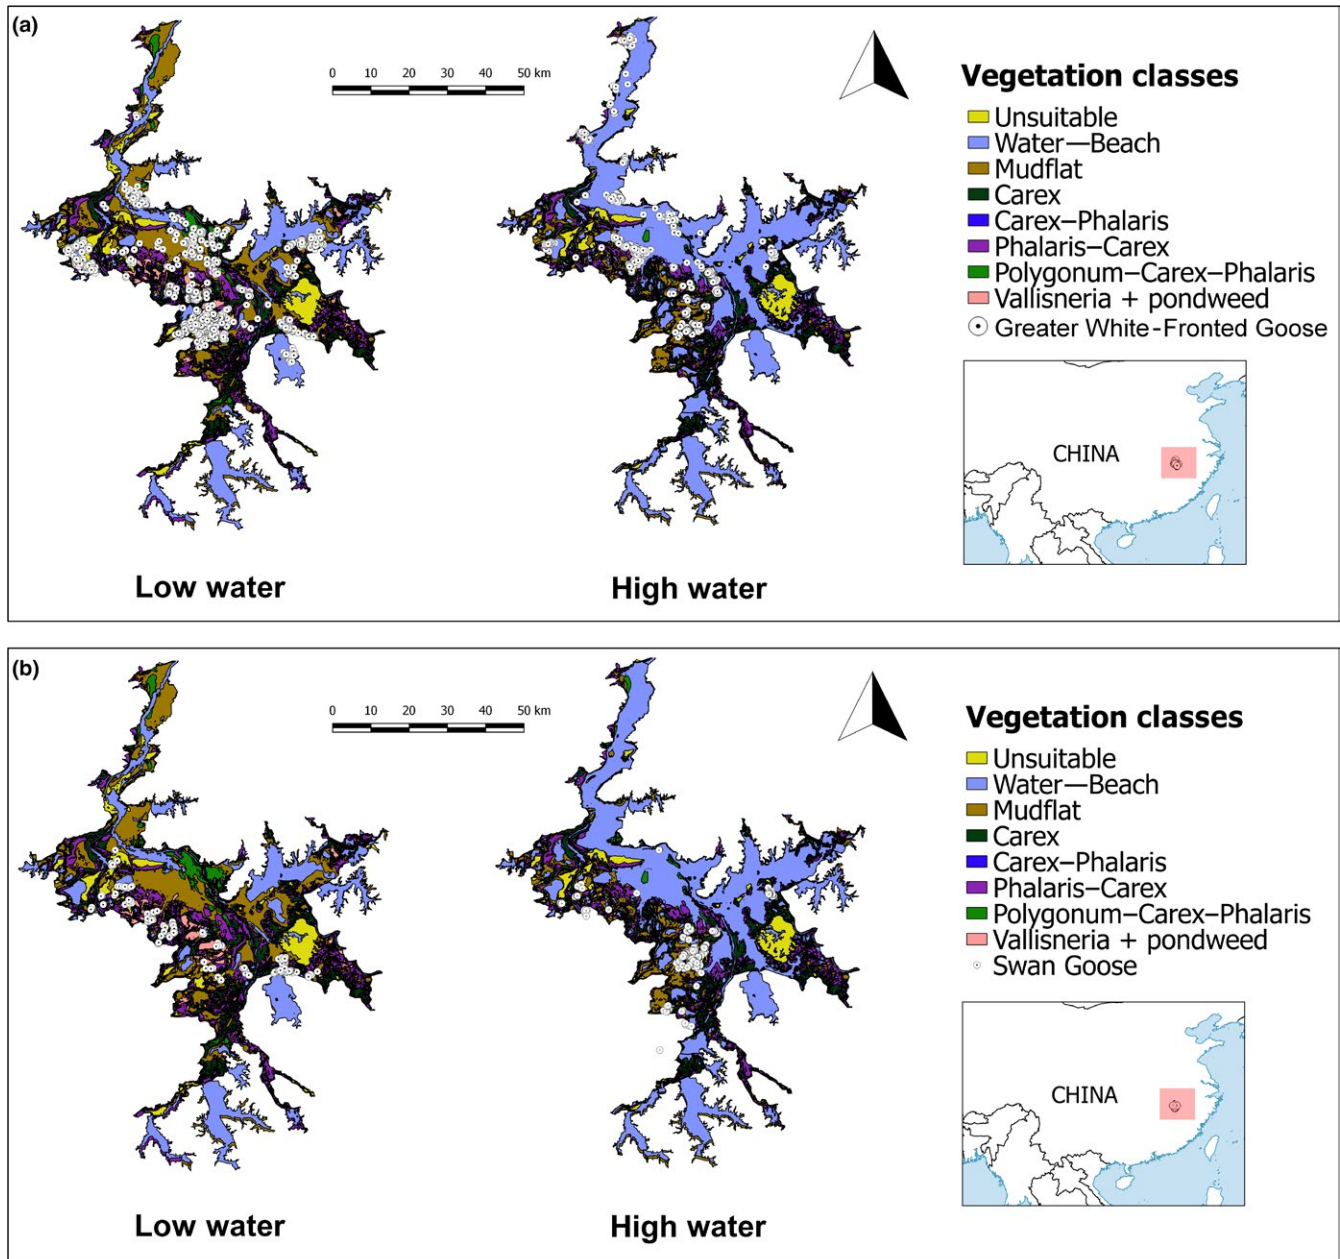 (a)
0 10 20 30 40 50 km
Vegetation classes
Unsuitable
Water—Beach
Mudflat
Carex
Carex–Phalaris
Phalaris–Carex
Polygonum–Carex–Phalaris
Vallisneria + pondweed
Greater White-Fronted Goose
CHINA
Low water
High water
(b)
0 10 20 30 40 50 km
Vegetation classes
Unsuitable
Water—Beach
Mudflat
Carex
Carex–Phalaris
Phalaris–Carex
Polygonum–Carex–Phalaris
Vallisneria + pondweed
Swan Goose
CHINA
Low water
High water